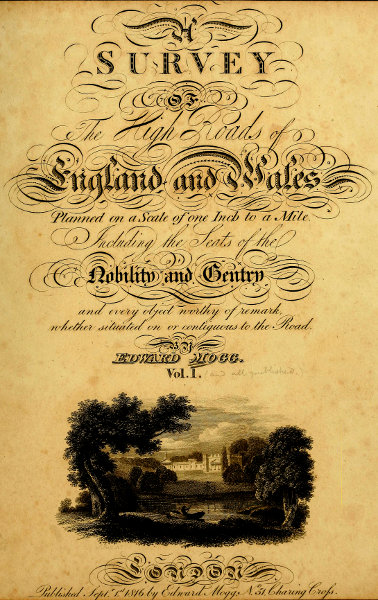 A
SURVEY
OF
The High Roads of
England and Wales
Planned on a Scale of one Inch to a Mile.
Including the Seats of the
Nobility and Gentry
and every object worthy of remark
whether situated on or contiguous to the Road.
BY
EDWARD MOGG.
Vol. I. (and all published.)
LONDON
Published Sept. 1st 1816 by Edward Mogg No. 51 Charing Cross.